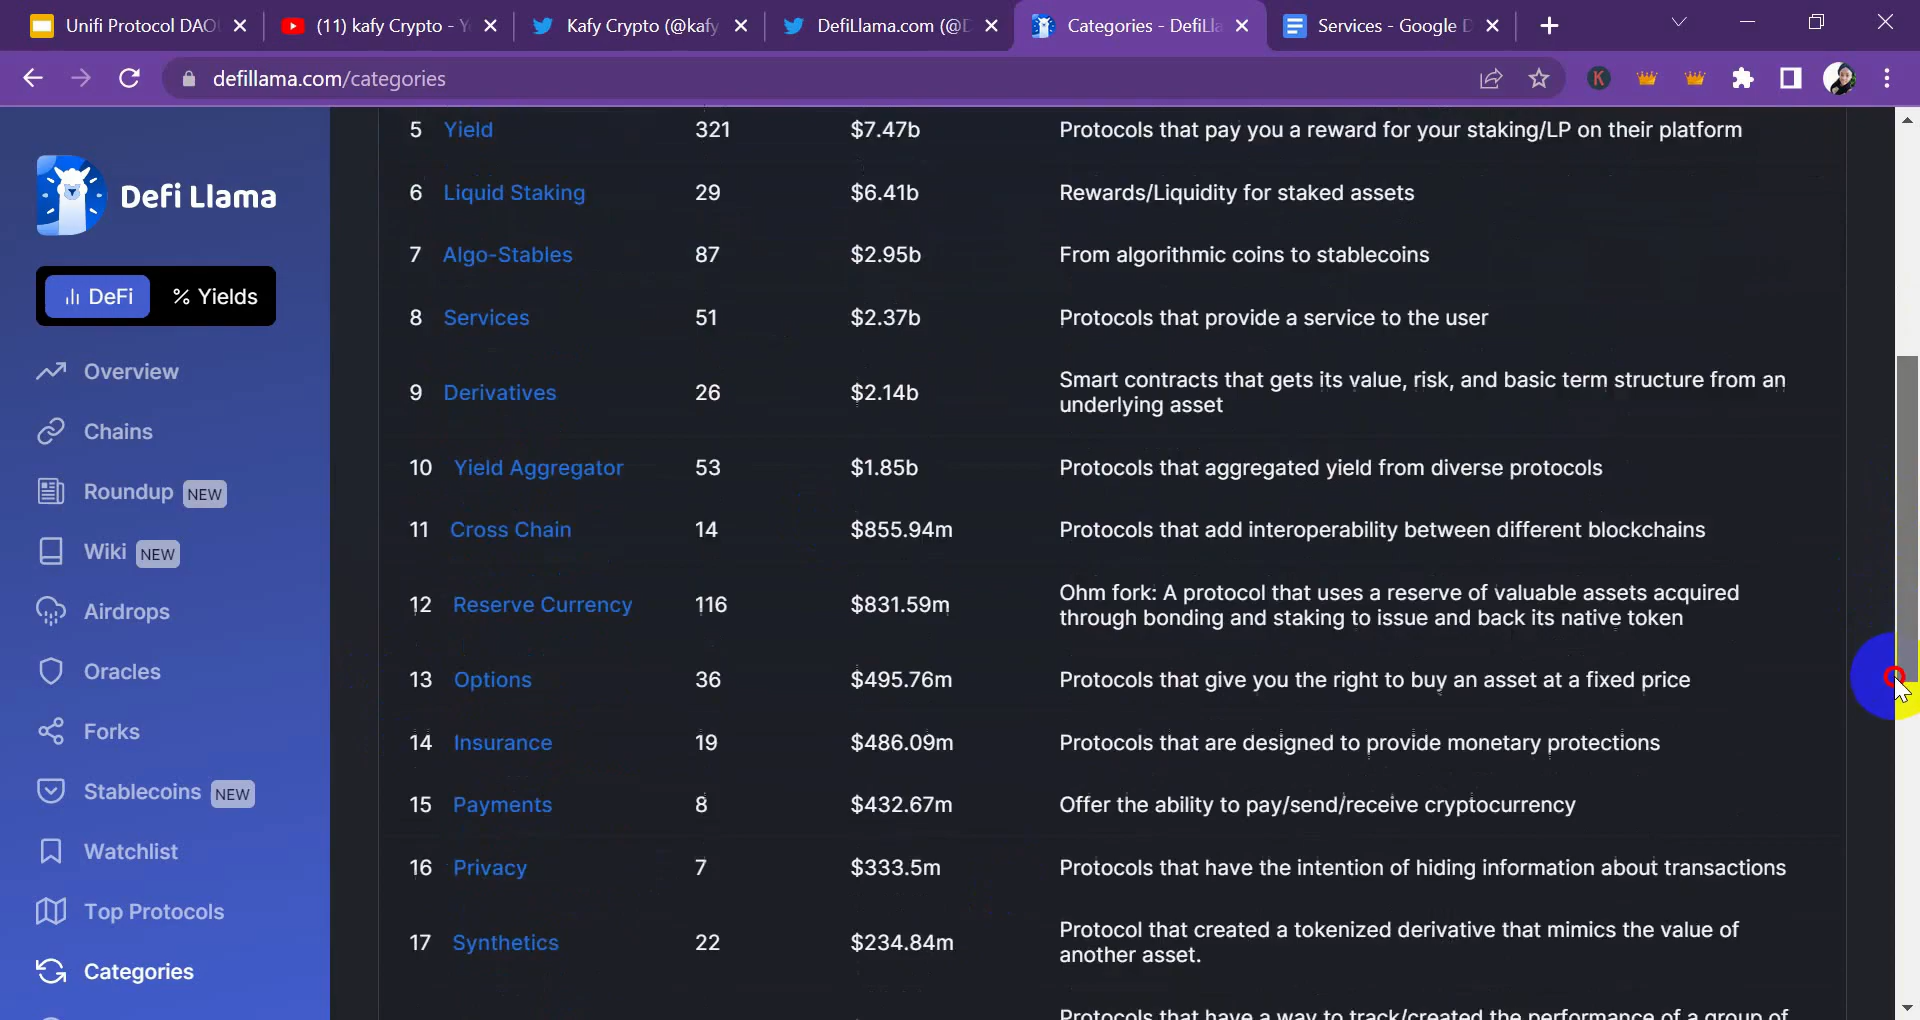 Unifi Protocol DAO
(11) kafy Crypto - Y
Kafy Crypto (@kafy
DefiLlama.com (@D
Categories - DefiLla
Services - Google D
defillama.com/categories
K
Defi Llama
DeFi
% Yields
Overview
Chains
Roundup NEW
Wiki NEW
Airdrops
Oracles
Forks
Stablecoins NEW
Watchlist
Top Protocols
Categories
5 Yield 321 $7.47b Protocols that pay you a reward for your staking/LP on their platform
6 Liquid Staking 29 $6.41b Rewards/Liquidity for staked assets
7 Algo-Stables 87 $2.95b From algorithmic coins to stablecoins
8 Services 51 $2.37b Protocols that provide a service to the user
9 Derivatives 26 $2.14b Smart contracts that gets its value, risk, and basic term structure from an
underlying asset
10 Yield Aggregator 53 $1.85b Protocols that aggregated yield from diverse protocols
11 Cross Chain 14 $855.94m Protocols that add interoperability between different blockchains
12 Reserve Currency 116 $831.59m Ohm fork: A protocol that uses a reserve of valuable assets acquired
through bonding and staking to issue and back its native token
13 Options 36 $495.76m Protocols that give you the right to buy an asset at a fixed price
14 Insurance 19 $486.09m Protocols that are designed to provide monetary protections
15 Payments 8 $432.67m Offer the ability to pay/send/receive cryptocurrency
16 Privacy 7 $333.5m Protocols that have the intention of hiding information about transactions
17 Synthetics 22 $234.84m Protocol that created a tokenized derivative that mimics the value of
another asset.
Protocols that have a way to track/created the performance of a group of